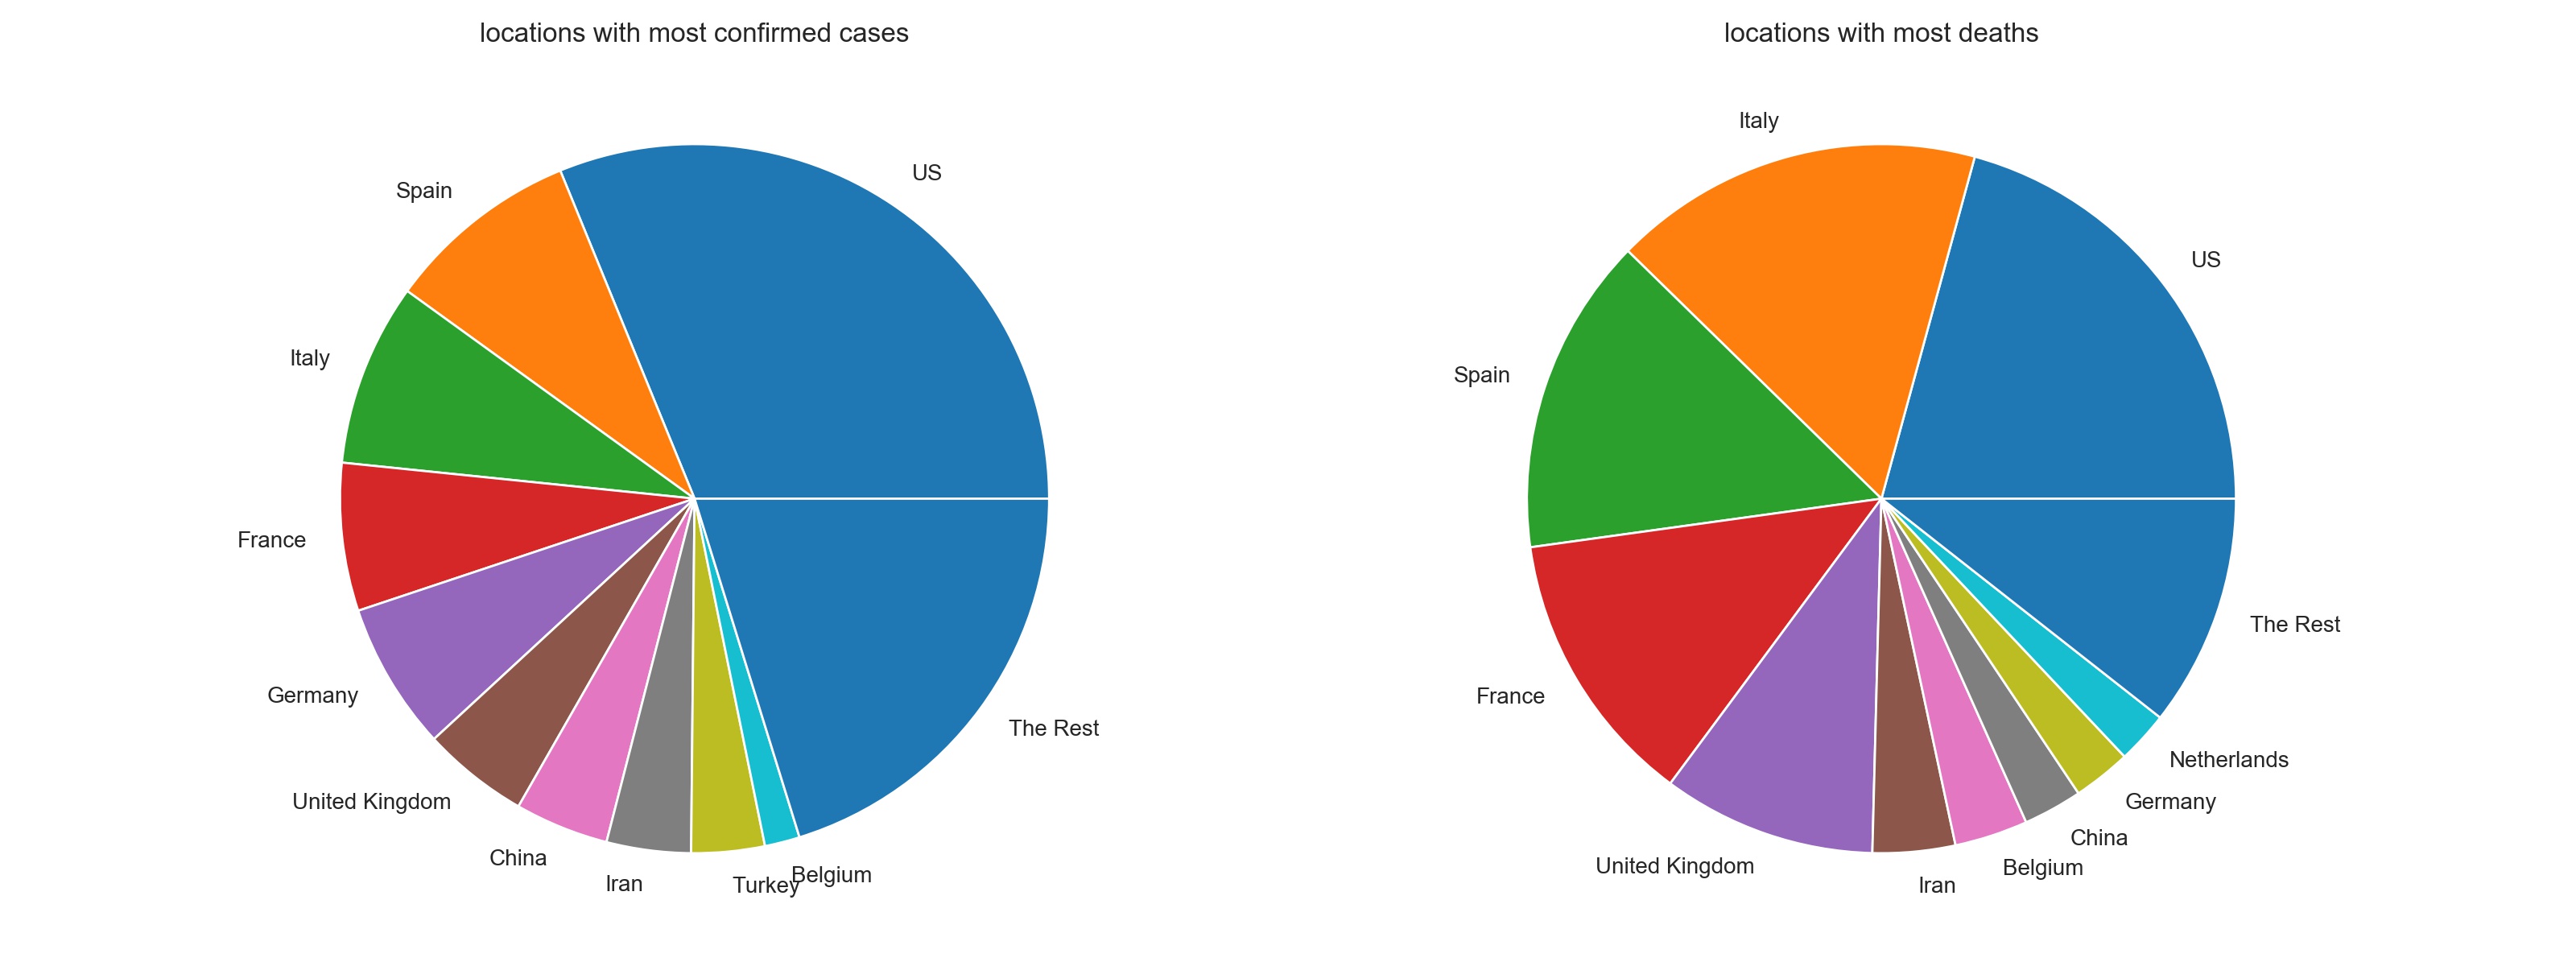 locations with most confirmed cases
US
Spain
Italy
France
Germany
United Kingdom
China
Iran
Turkey
Belgium
The Rest
locations with most deaths
US
Italy
Spain
France
United Kingdom
Iran
Belgium
China
Germany
Netherlands
The Rest